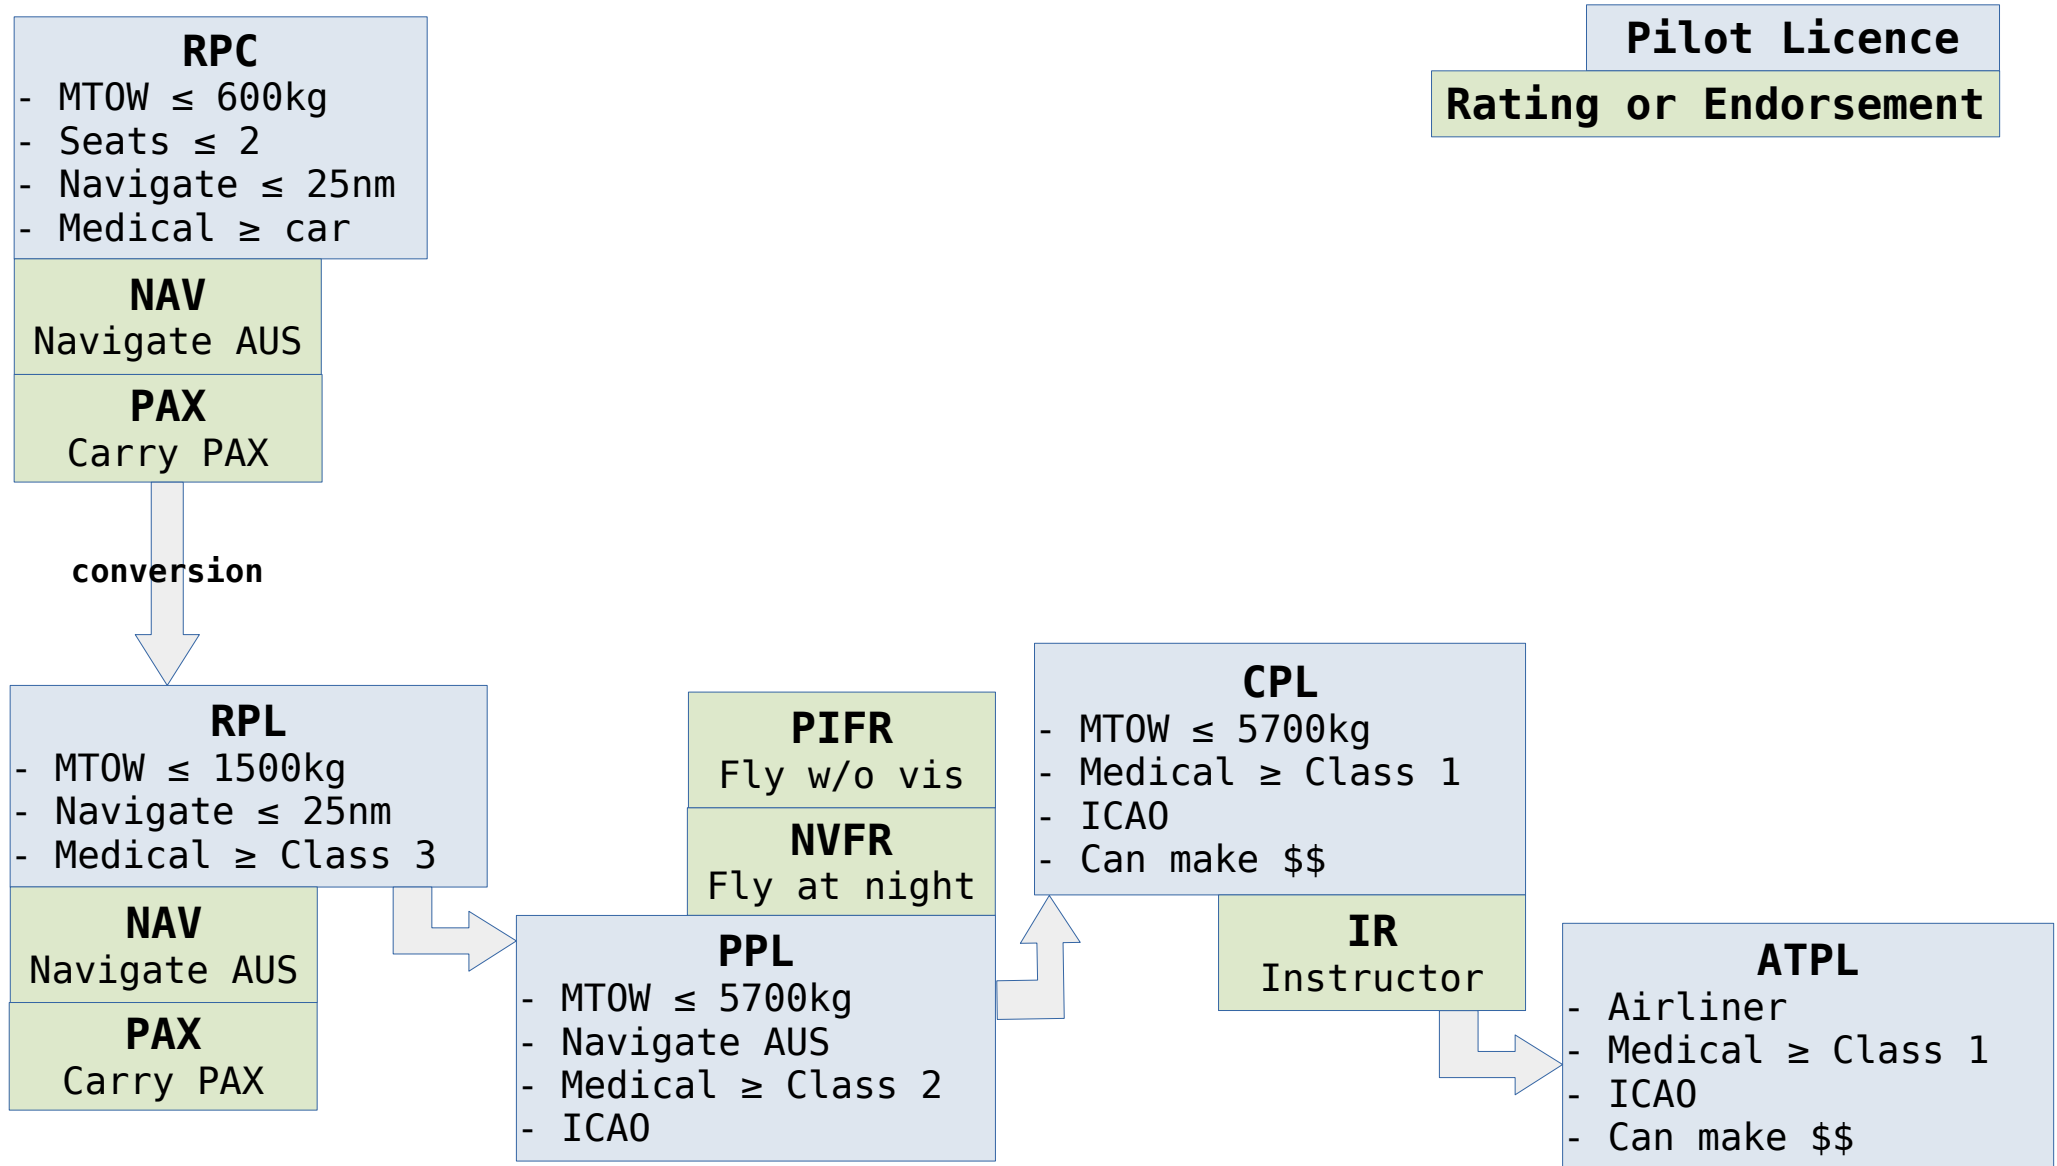 RPC
- MTOW ≤ 600kg
- Seats ≤ 2
- Navigate ≤ 25nm
- Medical ≥ car
NAV
Navigate AUS
PAX
Carry PAX
conversion
Pilot Licence
Rating or Endorsement
RPL
- MTOW ≤ 1500kg
- Navigate ≤ 25nm
- Medical ≥ Class 3
NAV
Navigate AUS
PAX
Carry PAX
PIFR
Fly w/o vis
NVFR
Fly at night
PPL
- MTOW ≤ 5700kg
- Navigate AUS
- Medical ≥ Class 2
- ICAO
CPL
- MTOW ≤ 5700kg
- Medical ≥ Class 1
- ICAO
- Can make $$
IR
Instructor
ATPL
- Airliner
- Medical ≥ Class 1
- ICAO
- Can make $$